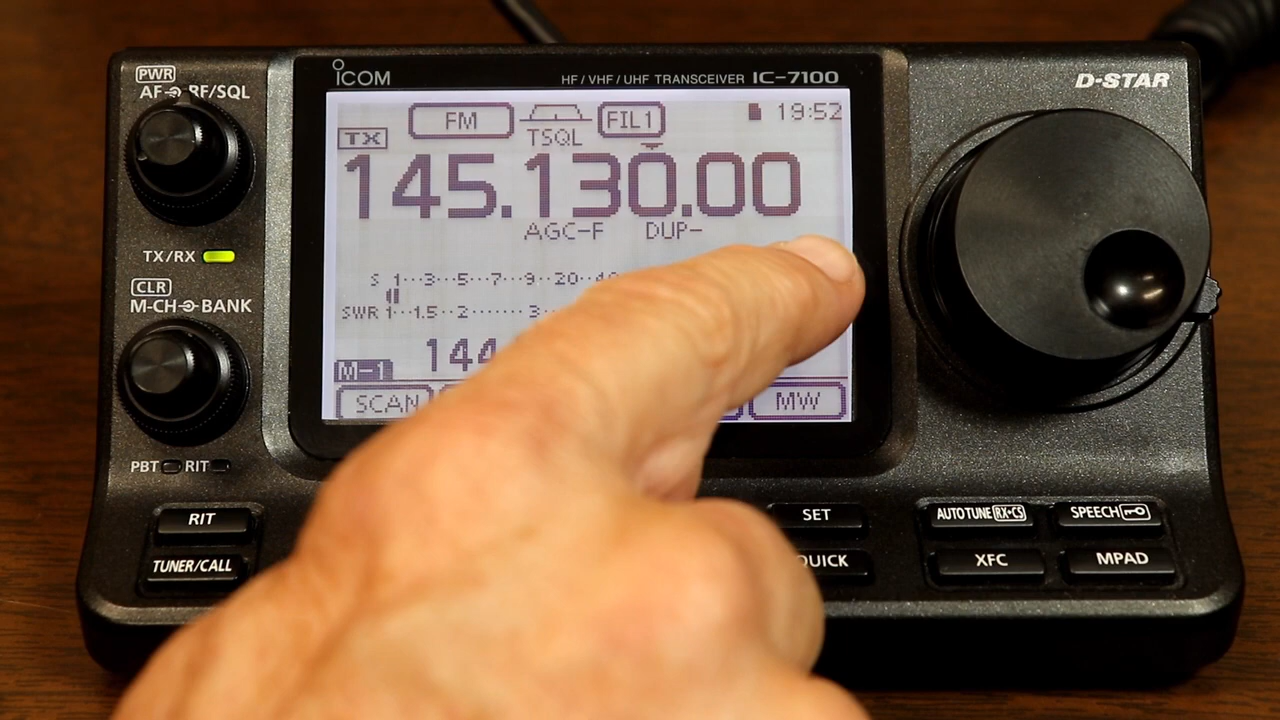 PWR
AF RF/SQL
ICOM
HF/VHF/UHF TRANSCEIVER IC-7100
D-STAR
FM
FIL1
19:52
TX
TSQL
145.130.00
AGC-F DUP-
TX/RX
CLR
M-CH BANK
S 1··3··5··7··9··20··40
SWR 1··1.5··2·····3··
144
M-1
SCAN
MW
PBT RIT
RIT
SET
AUTO TUNE RX→CS
SPEECH
TUNER/CALL
QUICK
XFC
MPAD